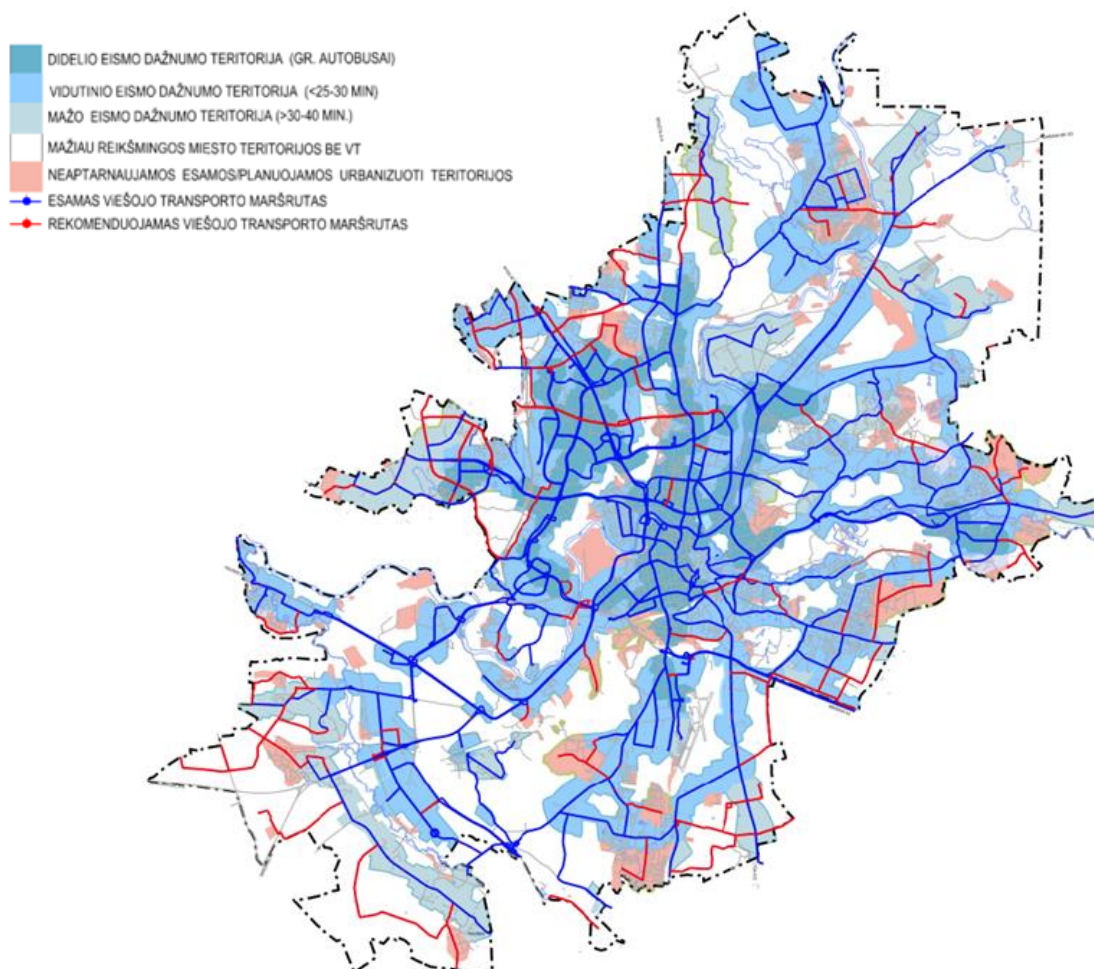 DIDELIO EISMO DAŽNUMO TERITORIJA (GR. AUTOBUSAI)
VIDUTINIO EISMO DAŽNUMO TERITORIJA (<25-30 MIN)
MAŽO EISMO DAŽNUMO TERITORIJA (>30-40 MIN.)
MAŽIAU REIKŠMINGOS MIESTO TERITORIJOS BE VT
NEAPTARNAUJAMOS ESAMOS/PLANUOJAMOS URBANIZUOTI TERITORIJOS
ESAMAS VIEŠOJO TRANSPORTO MARŠRUTAS
REKOMENDUOJAMAS VIEŠOJO TRANSPORTO MARŠRUTAS